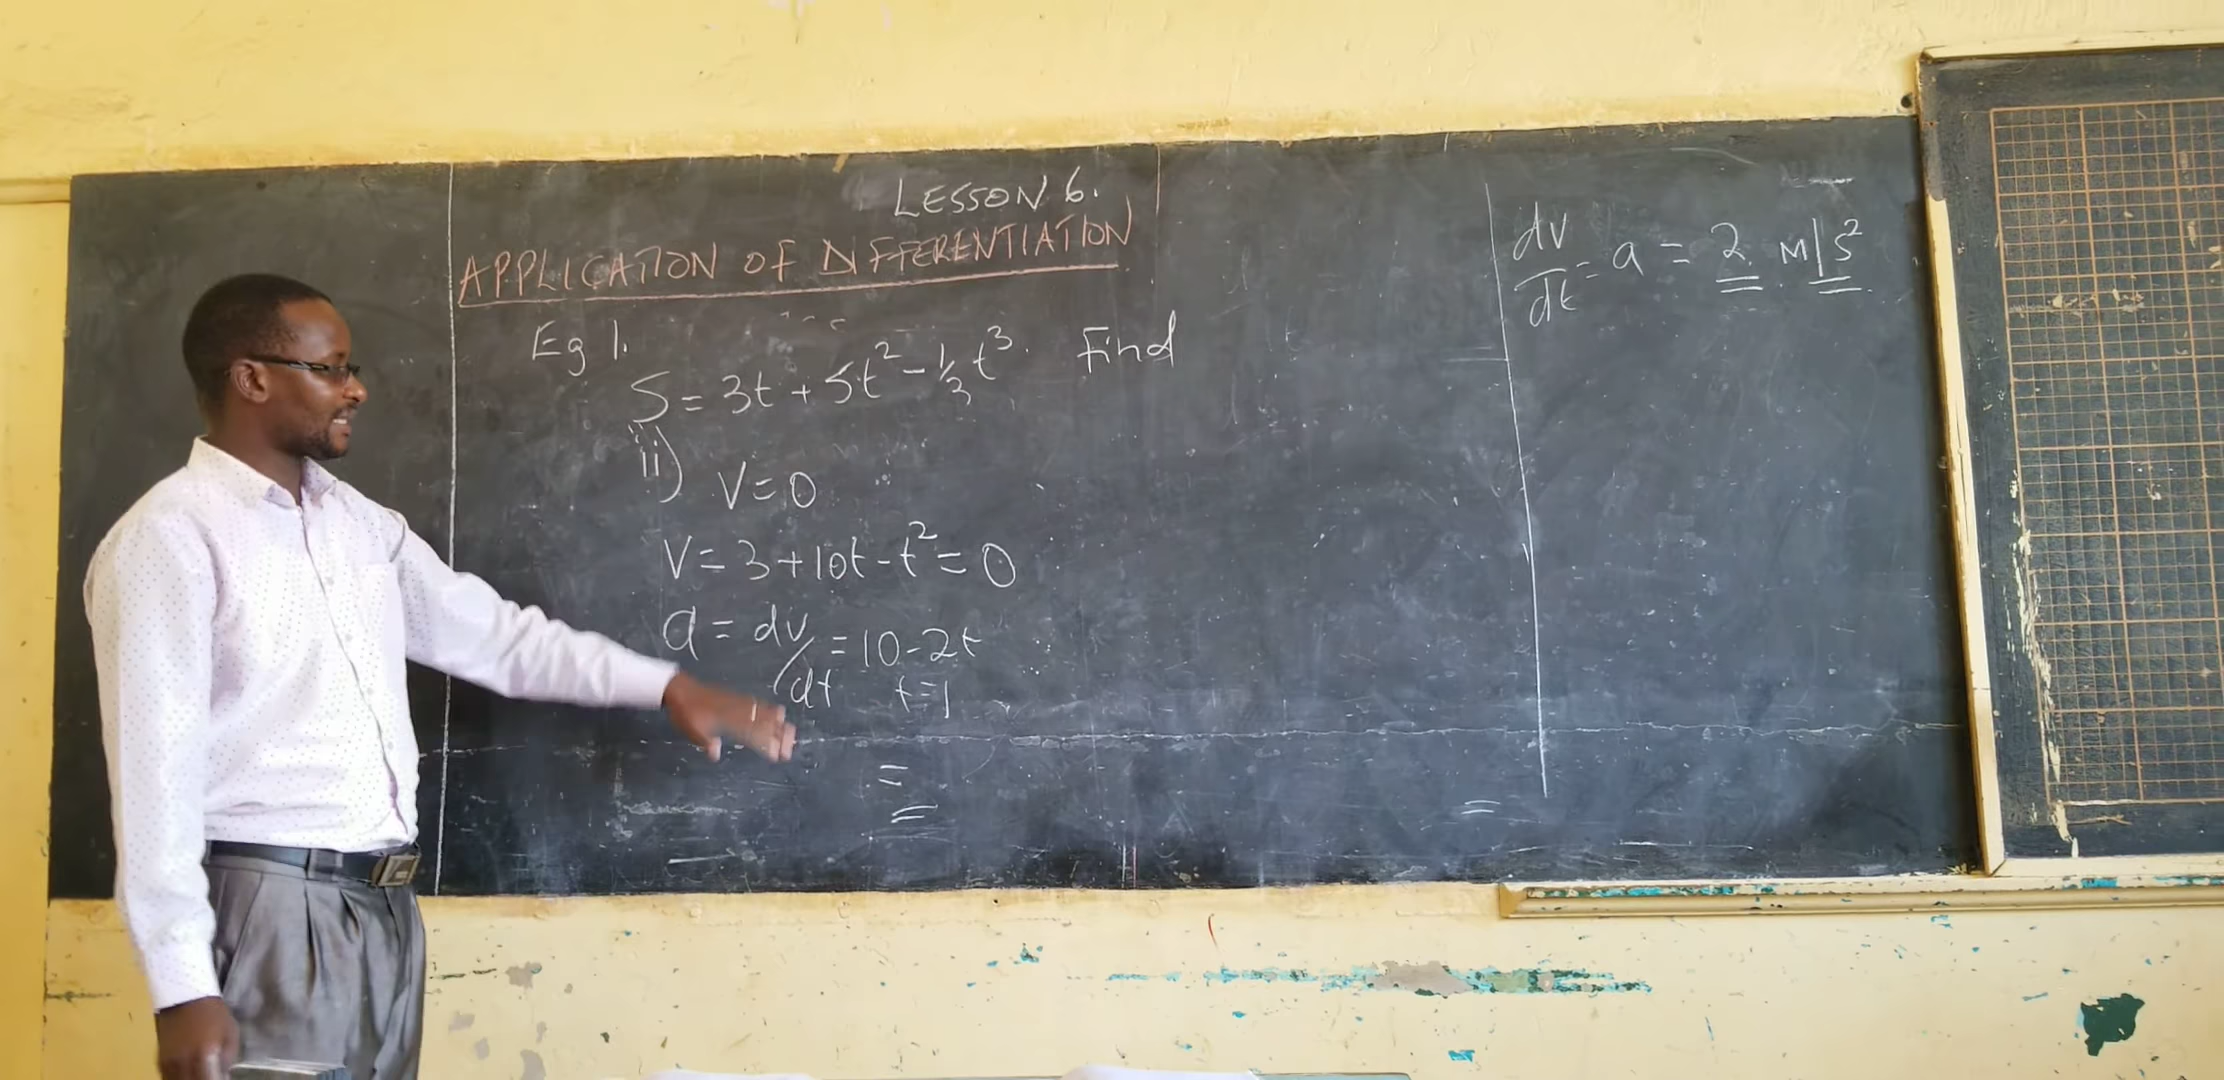 LESSON 6.
APPLICATION OF DIFFERENTIATION
Eg 1.
S = 3t + 5t² - ⅓t³. Find
ii) V = 0
V = 3 + 10t - t² = 0
a = dv/dt = 10 - 2t
t = 1
=
=
dv/dt = a = 2 M/S²
=